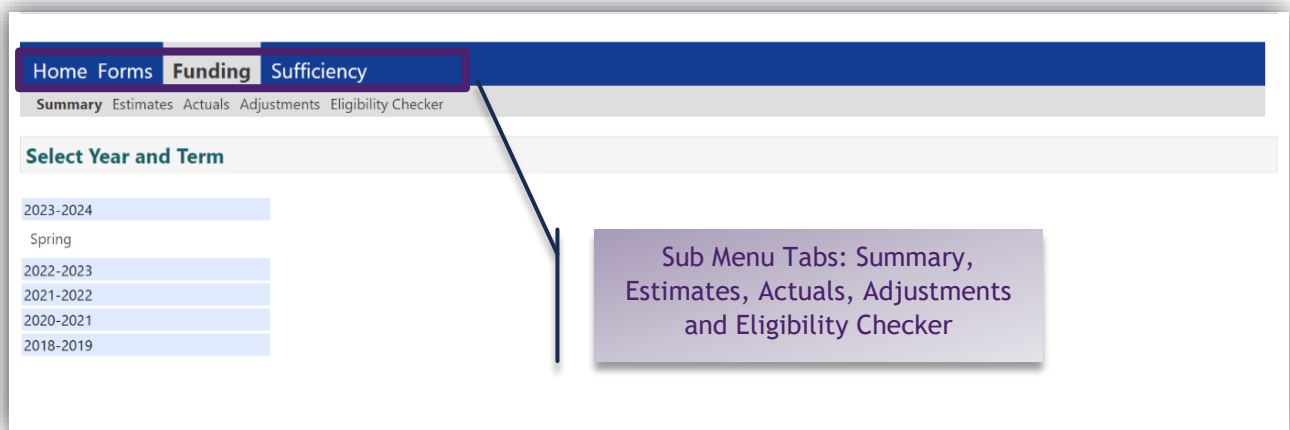 Home Forms Funding Sufficiency
Summary Estimates Actuals Adjustments Eligibility Checker
Select Year and Term
2023-2024
Spring
2022-2023
2021-2022
2020-2021
2018-2019
Sub Menu Tabs: Summary,
Estimates, Actuals, Adjustments
and Eligibility Checker